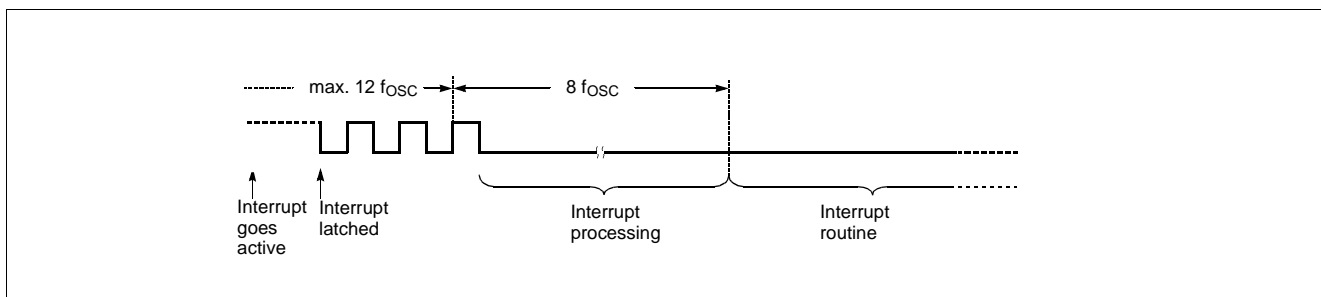 max. 12 fOSC
8 fOSC
Interrupt
goes
active
Interrupt
latched
Interrupt
processing
Interrupt
routine